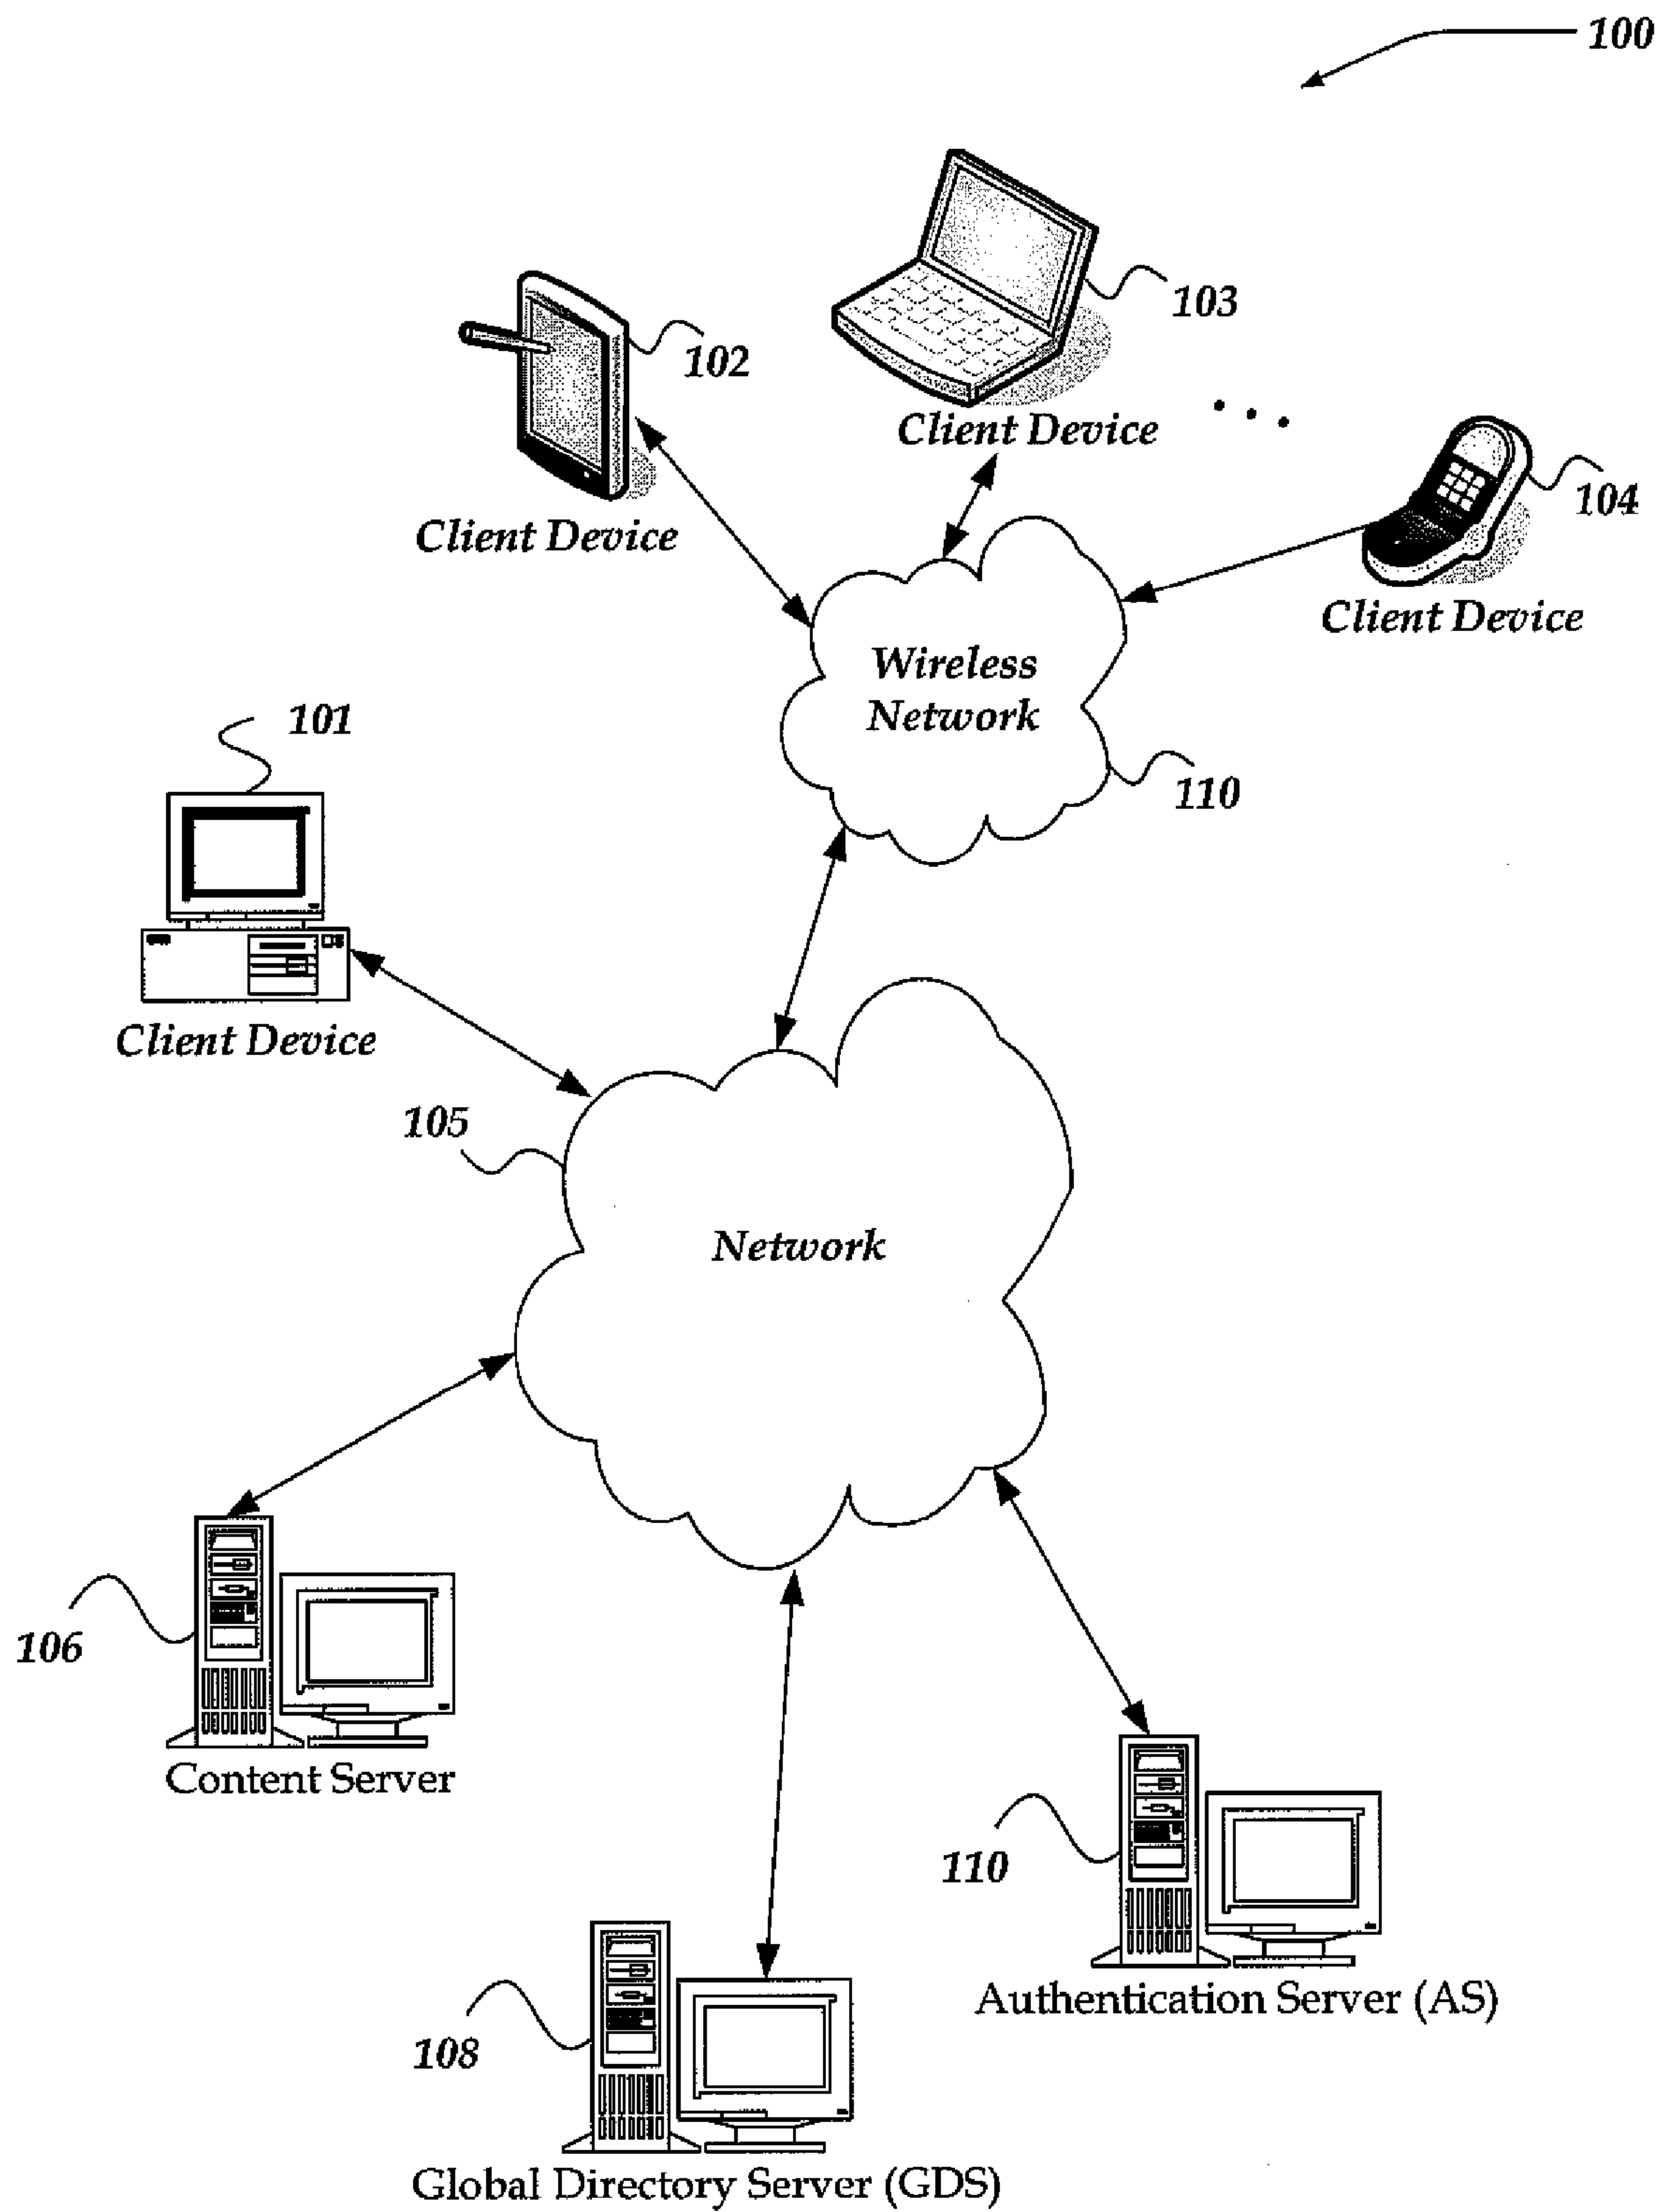 100
103
102
Client Device
104
Client Device
Client Device
Wireless
Network
101
110
Client Device
105
Network
106
Content Server
110
Authentication Server (AS)
108
Global Directory Server (GDS)